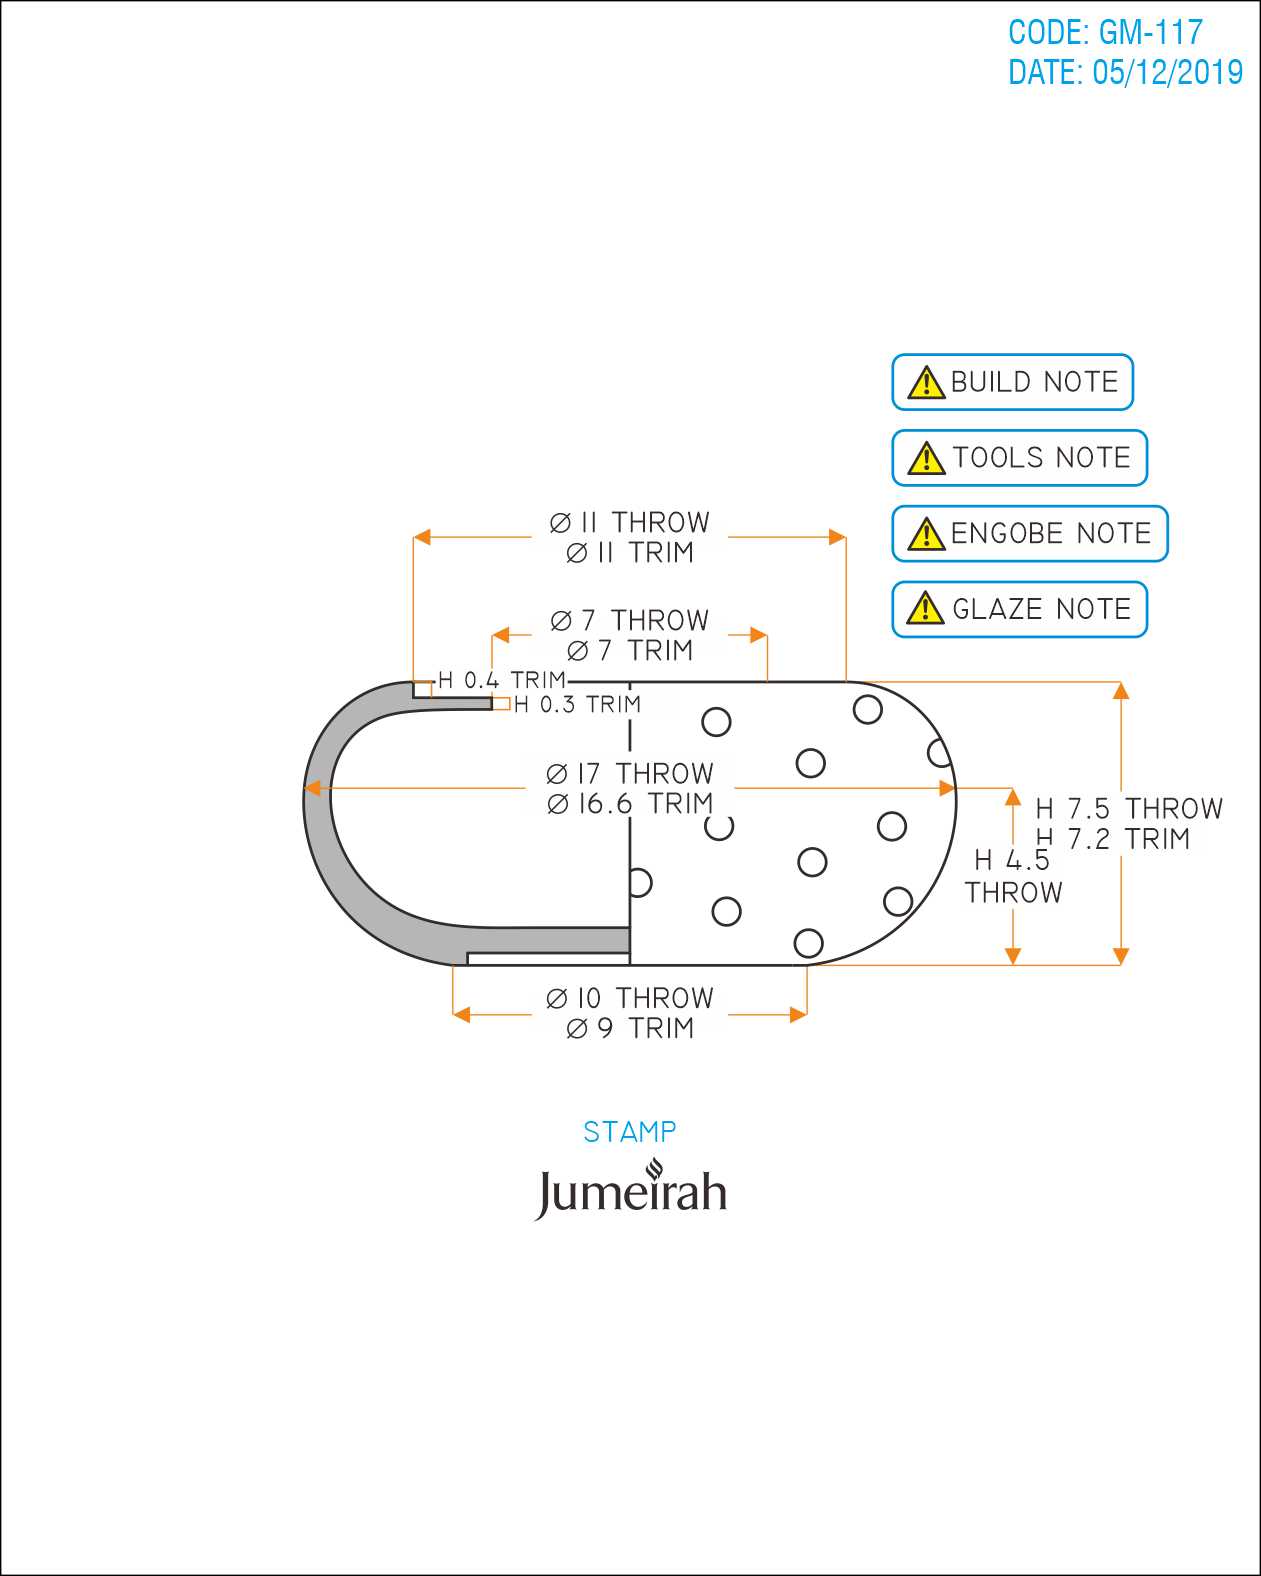 CODE: GM-117
DATE: 05/12/2019
BUILD NOTE
TOOLS NOTE
ENGOBE NOTE
GLAZE NOTE
Ø 11 THROW
Ø 11 TRIM
Ø 7 THROW
Ø 7 TRIM
H 0.4 TRIM
H 0.3 TRIM
Ø 17 THROW
Ø 16.6 TRIM
H 7.5 THROW
H 7.2 TRIM
H 4.5
THROW
Ø 10 THROW
Ø 9 TRIM
STAMP
Jumeirah